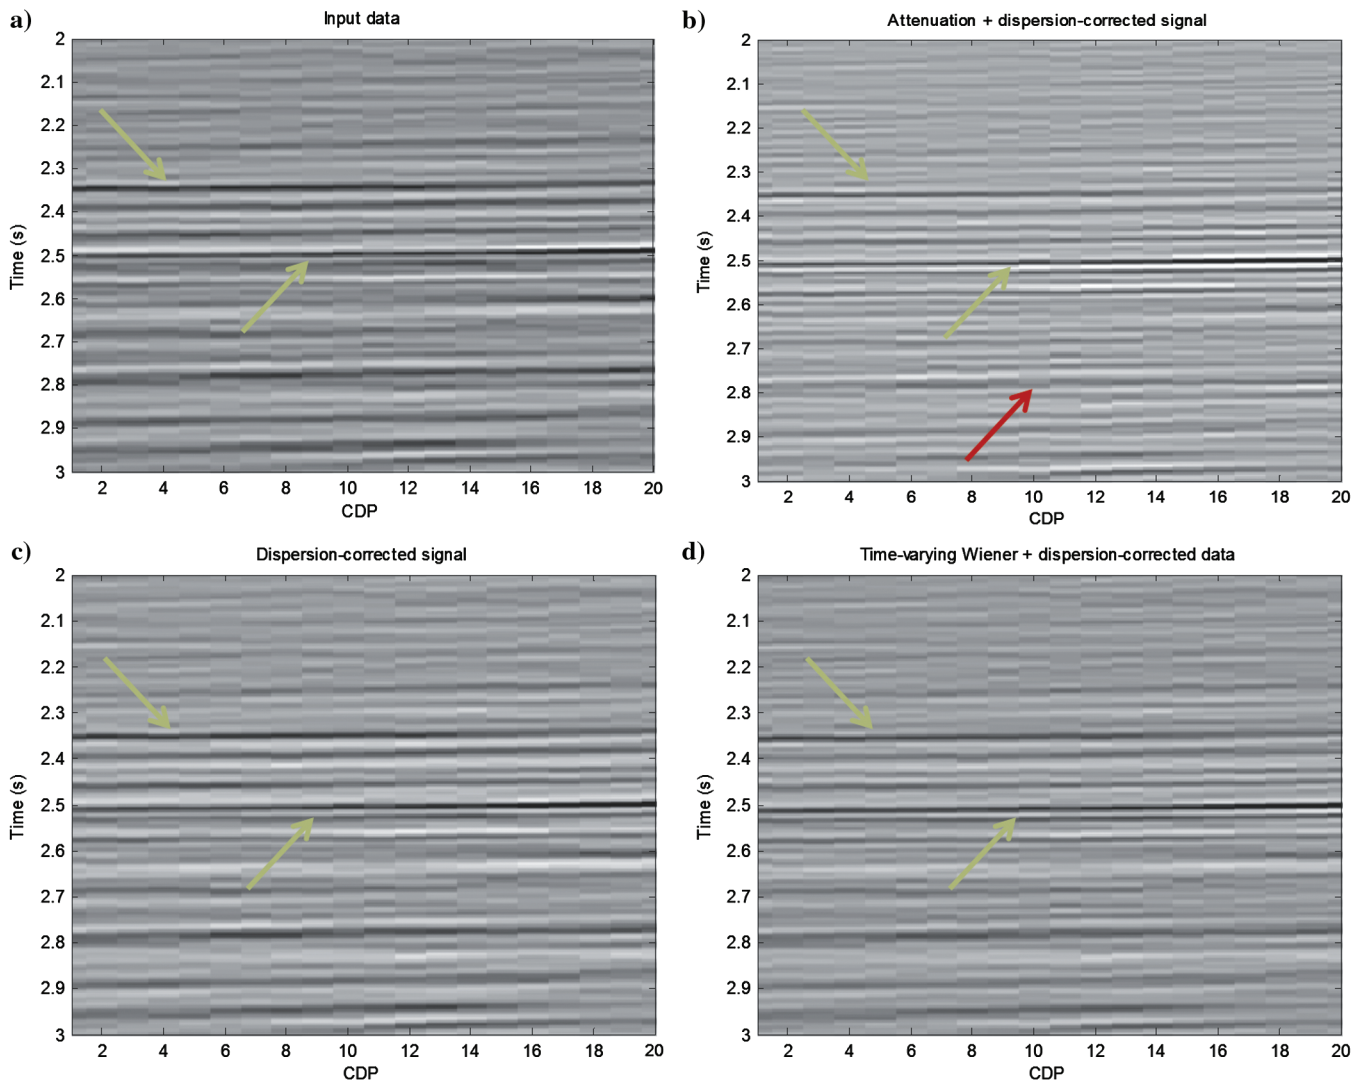 a)
Input data
2
2.1
2.2
2.3
2.4
2.5
2.6
2.7
2.8
2.9
3
Time (s)
2 4 6 8 10 12 14 16 18 20
CDP
b)
Attenuation + dispersion-corrected signal
2
2.1
2.2
2.3
2.4
2.5
2.6
2.7
2.8
2.9
3
Time (s)
2 4 6 8 10 12 14 16 18 20
CDP
c)
Dispersion-corrected signal
2
2.1
2.2
2.3
2.4
2.5
2.6
2.7
2.8
2.9
3
Time (s)
2 4 6 8 10 12 14 16 18 20
CDP
d)
Time-varying Wiener + dispersion-corrected data
2
2.1
2.2
2.3
2.4
2.5
2.6
2.7
2.8
2.9
3
Time (s)
2 4 6 8 10 12 14 16 18 20
CDP